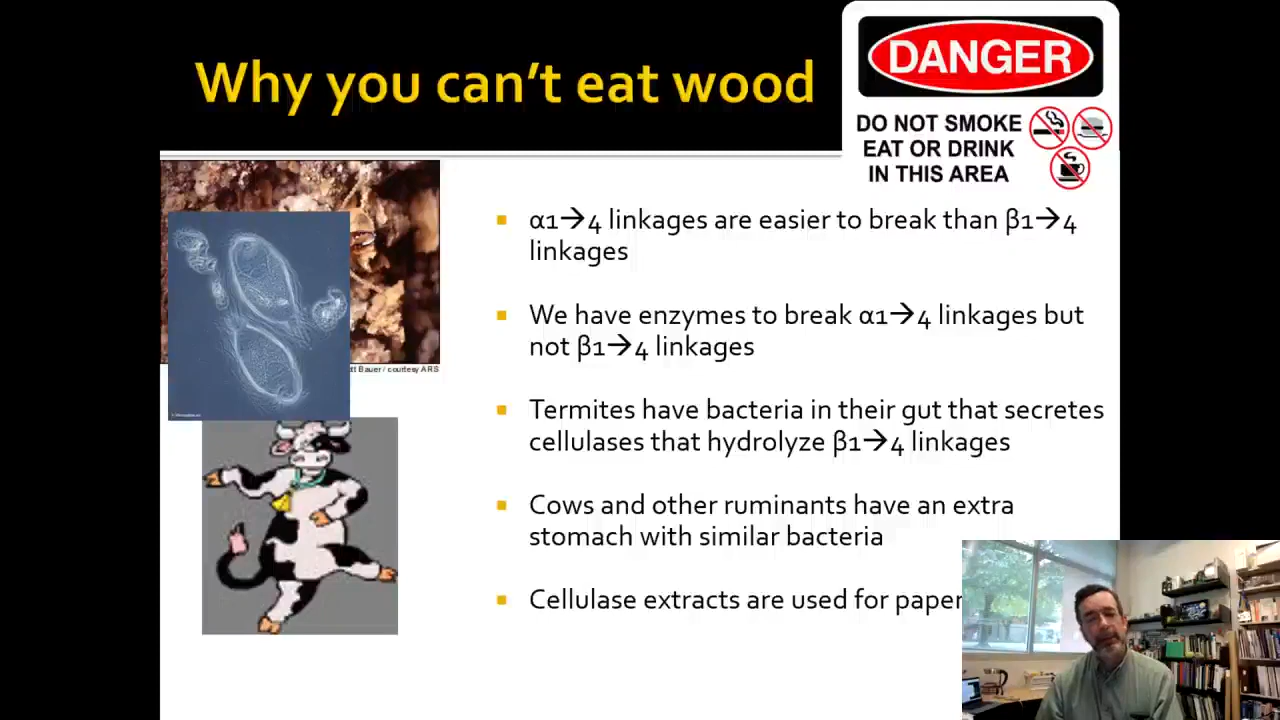 Why you can't eat wood
DANGER
DO NOT SMOKE
EAT OR DRINK
IN THIS AREA
α1→4 linkages are easier to break than β1→4
linkages
We have enzymes to break α1→4 linkages but
not β1→4 linkages
tt Bauer / courtesy ARS
Termites have bacteria in their gut that secretes
cellulases that hydrolyze β1→4 linkages
Cows and other ruminants have an extra
stomach with similar bacteria
Cellulase extracts are used for paper